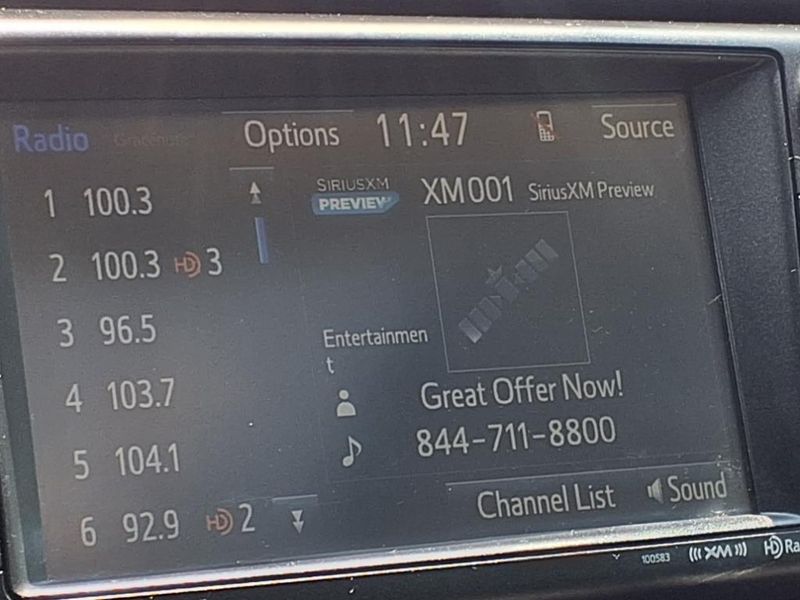 Radio Gracenote Options 11:47 Source
1 100.3
2 100.3 HD 3
3 96.5
4 103.7
5 104.1
6 92.9 HD 2
SIRIUSXM
PREVIEW
XM001 SiriusXM Preview
Entertainmen
t
Great Offer Now!
844-711-8800
Channel List Sound
100583 ((( XM ))) HD Ra